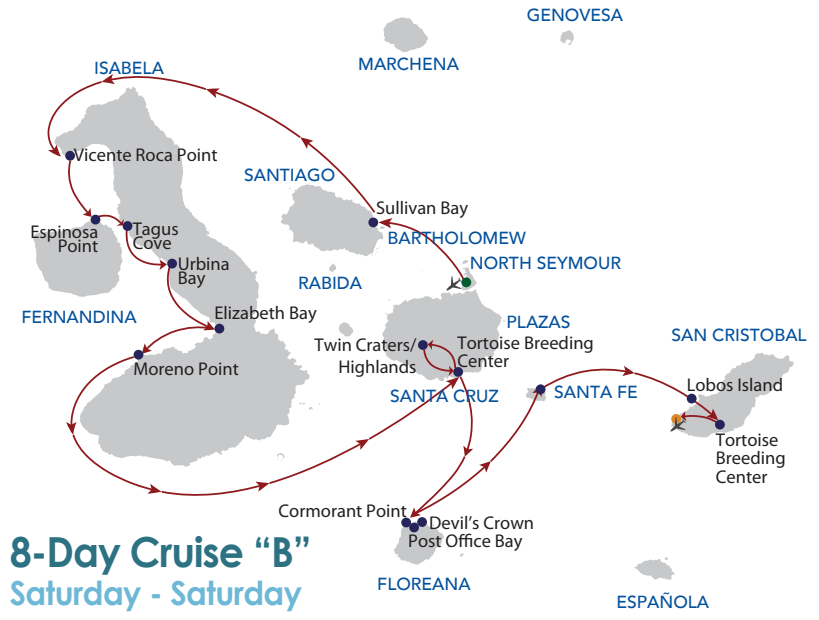 GENOVESA
MARCHENA
ISABELA
Vicente Roca Point
SANTIAGO
Sullivan Bay
Espinosa
Point
Tagus
Cove
BARTHOLOMEW
Urbina
Bay
NORTH SEYMOUR
RABIDA
FERNANDINA
Elizabeth Bay
PLAZAS
SAN CRISTOBAL
Twin Craters/
Highlands
Tortoise Breeding
Center
Moreno Point
SANTA CRUZ
SANTA FE
Lobos Island
Tortoise
Breeding
Center
Cormorant Point
Devil's Crown
Post Office Bay
8-Day Cruise “B”
Saturday - Saturday
FLOREANA
ESPAÑOLA